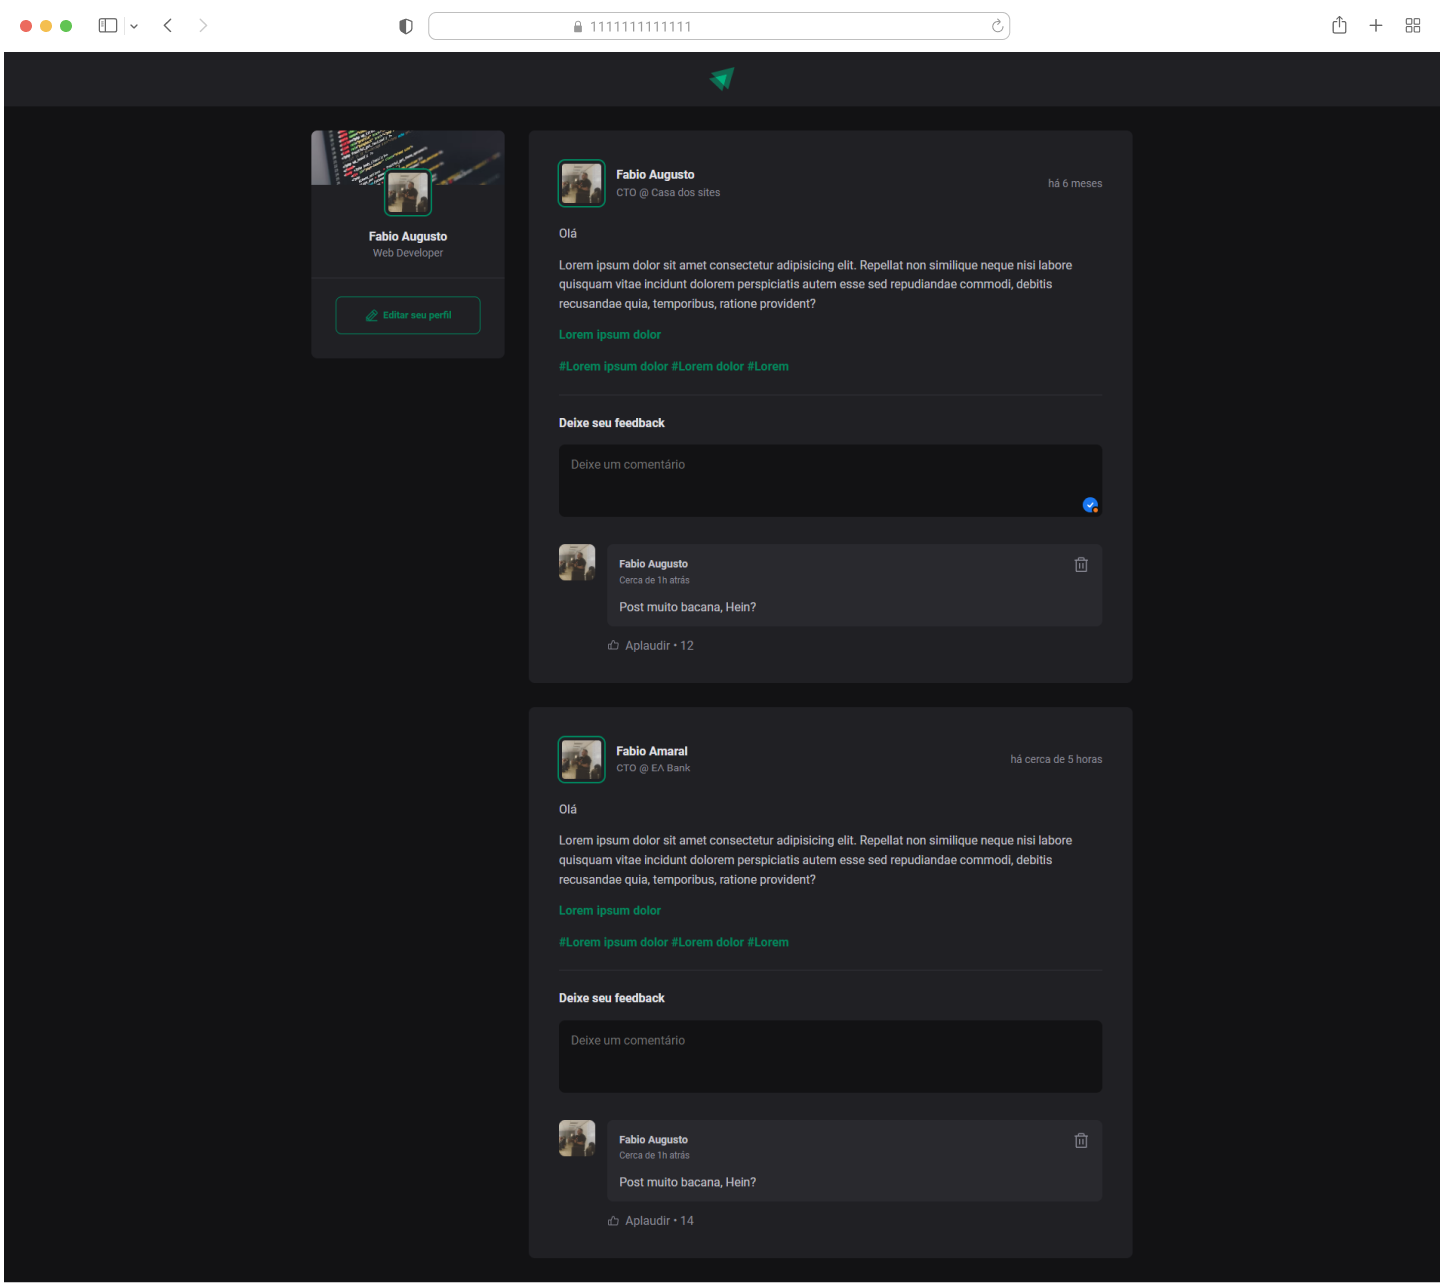 1111111111111
Fabio Augusto
Web Developer
Editar seu perfil
Fabio Augusto
CTO @ Casa dos sites
há 6 meses
Olá
Lorem ipsum dolor sit amet consectetur adipisicing elit. Repellat non similique neque nisi labore
quisquam vitae incidunt dolorem perspiciatis autem esse sed repudiandae commodi, debitis
recusandae quia, temporibus, ratione provident?
Lorem ipsum dolor
#Lorem ipsum dolor #Lorem dolor #Lorem
Deixe seu feedback
Deixe um comentário
Fabio Augusto
Cerca de 1h atrás
Post muito bacana, Hein?
Aplaudir • 12
Fabio Amaral
CTO @ EΛ Bank
há cerca de 5 horas
Olá
Lorem ipsum dolor sit amet consectetur adipisicing elit. Repellat non similique neque nisi labore
quisquam vitae incidunt dolorem perspiciatis autem esse sed repudiandae commodi, debitis
recusandae quia, temporibus, ratione provident?
Lorem ipsum dolor
#Lorem ipsum dolor #Lorem dolor #Lorem
Deixe seu feedback
Deixe um comentário
Fabio Augusto
Cerca de 1h atrás
Post muito bacana, Hein?
Aplaudir • 14